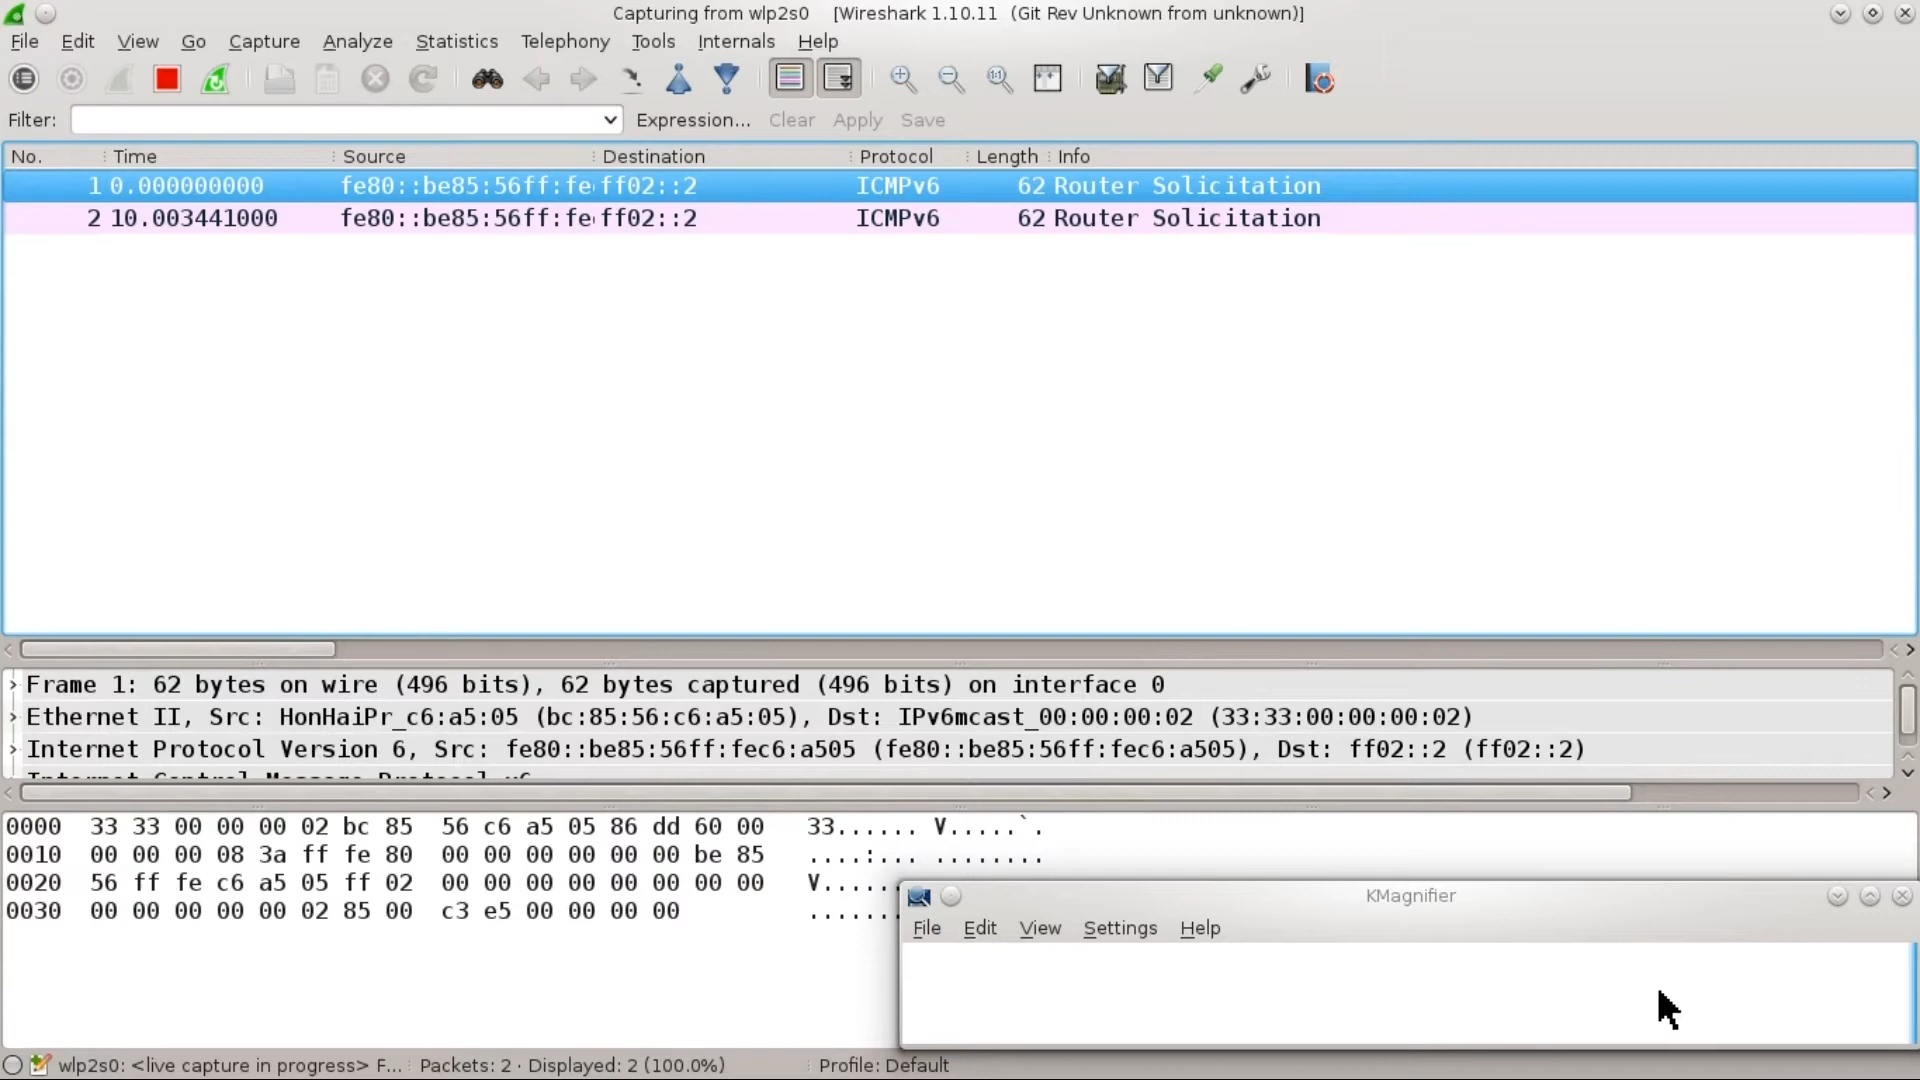 Capturing from wlp2s0 [Wireshark 1.10.11 (Git Rev Unknown from unknown)]
File Edit View Go Capture Analyze Statistics Telephony Tools Internals Help
Filter: Expression... Clear Apply Save
No. Time Source Destination Protocol Length Info
1 0.000000000 fe80::be85:56ff:fe ff02::2 ICMPv6 62 Router Solicitation
2 10.003441000 fe80::be85:56ff:fe ff02::2 ICMPv6 62 Router Solicitation
Frame 1: 62 bytes on wire (496 bits), 62 bytes captured (496 bits) on interface 0
Ethernet II, Src: HonHaiPr_c6:a5:05 (bc:85:56:c6:a5:05), Dst: IPv6mcast_00:00:00:02 (33:33:00:00:00:02)
Internet Protocol Version 6, Src: fe80::be85:56ff:fec6:a505 (fe80::be85:56ff:fec6:a505), Dst: ff02::2 (ff02::2)
Internet Control Message Protocol v6
0000 33 33 00 00 00 02 bc 85 56 c6 a5 05 86 dd 60 00 33...... V.....`.
0010 00 00 00 08 3a ff fe 80 00 00 00 00 00 00 be 85 ....:... ........
0020 56 ff fe c6 a5 05 ff 02 00 00 00 00 00 00 00 00 V.....
0030 00 00 00 00 00 02 85 00 c3 e5 00 00 00 00 ......
KMagnifier
File Edit View Settings Help
wlp2s0: <live capture in progress> F... Packets: 2 · Displayed: 2 (100.0%) Profile: Default